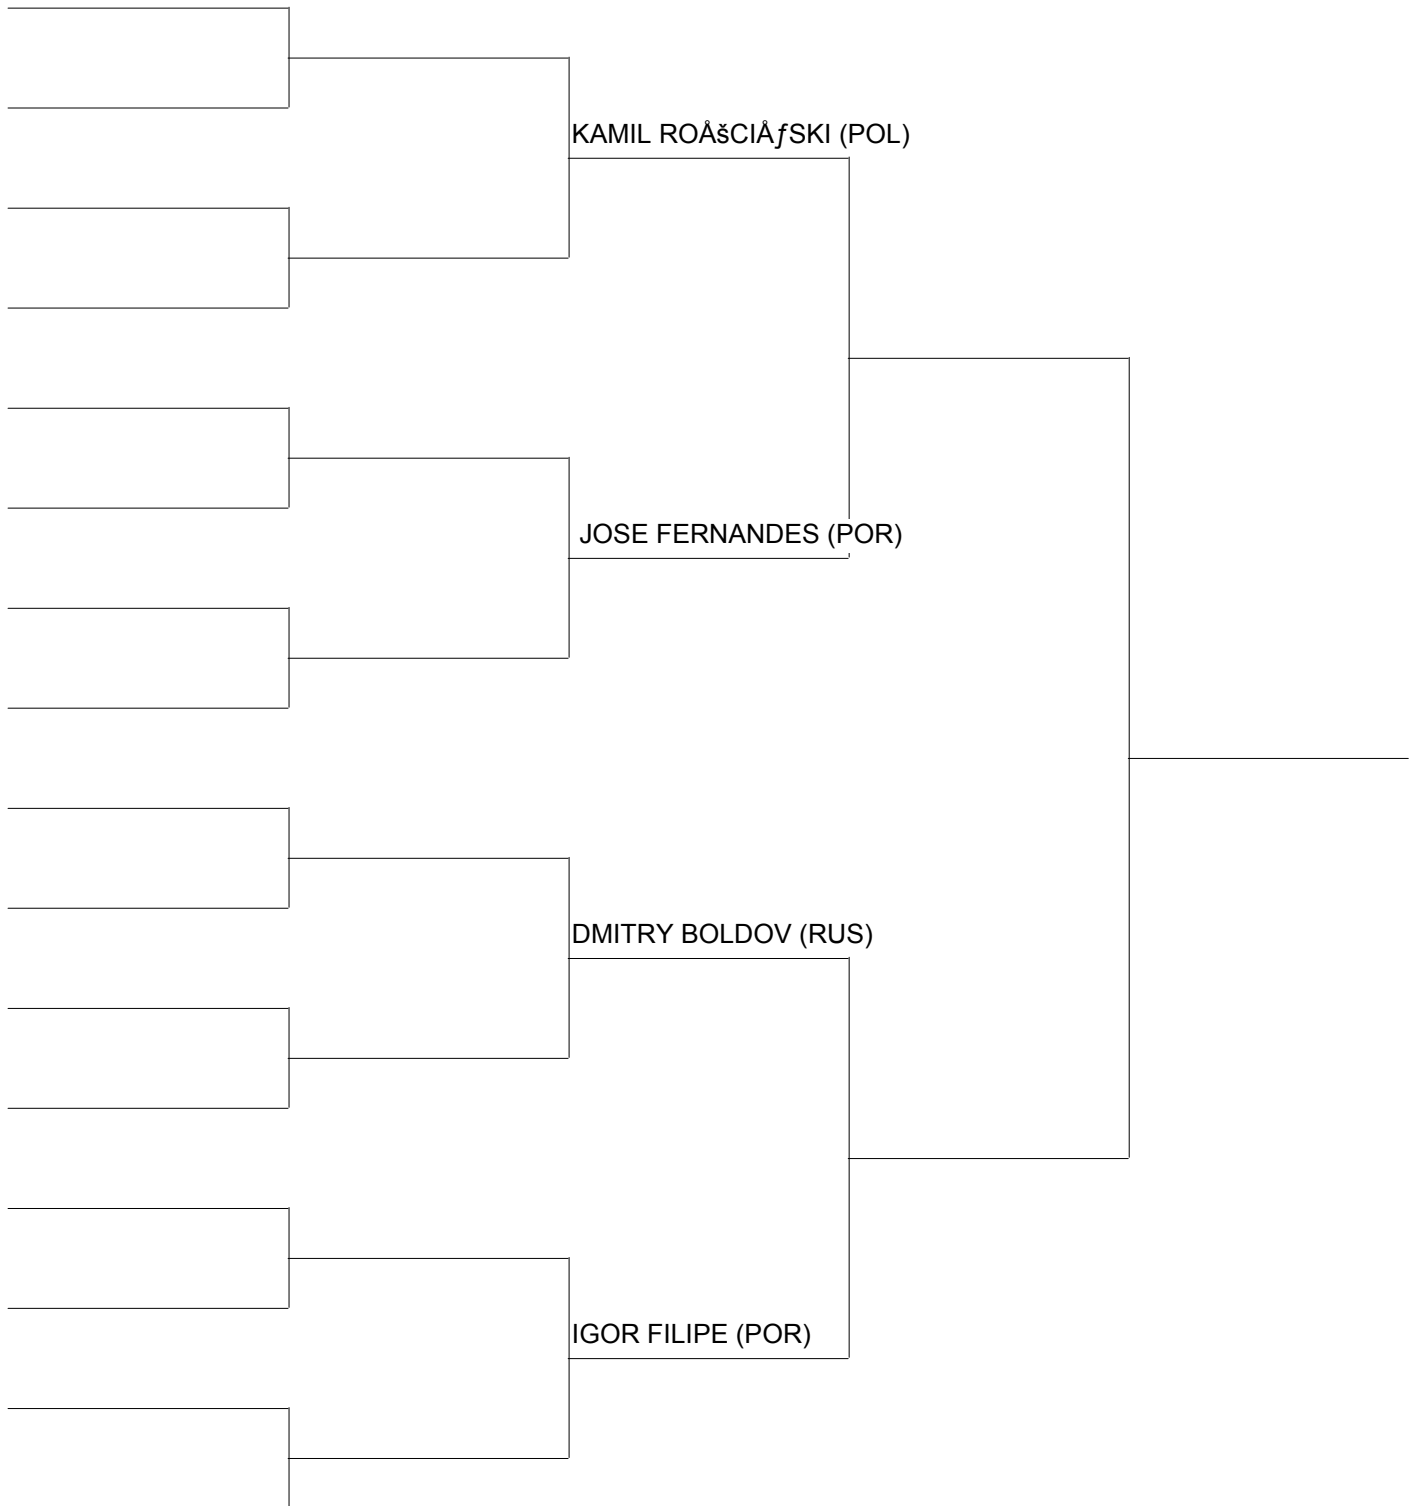 KAMIL ROÅšCIÅƒSKI (POL)
JOSE FERNANDES (POR)
DMITRY BOLDOV (RUS)
IGOR FILIPE (POR)